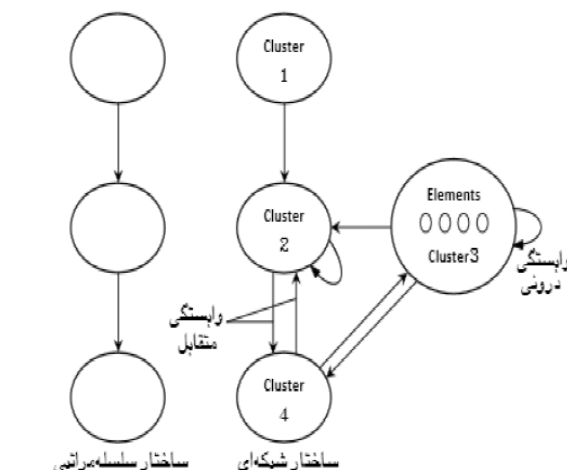 Cluster
1
Cluster
2
Elements
Cluster3
وابستگی
درونی
وابستگی
متقابل
Cluster
4
ساختار شبکه‌ای
ساختار سلسله‌مراتبی